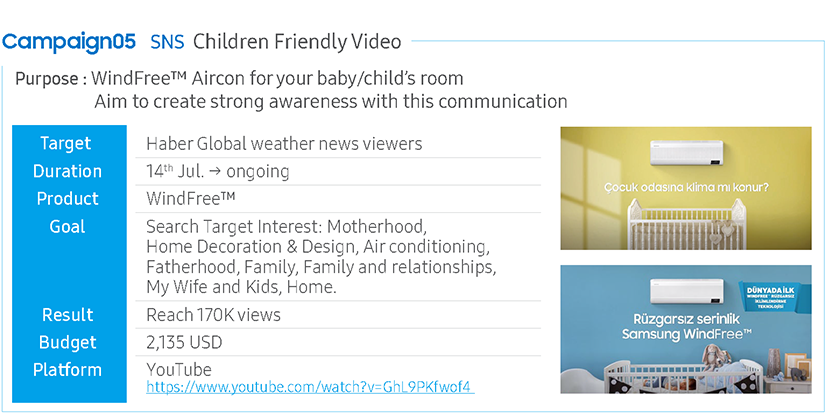 Campaign05 SNS Children Friendly Video
Purpose : WindFree™ Aircon for your baby/child's room
Aim to create strong awareness with this communication
Target Haber Global weather news viewers
Duration 14th Jul. → ongoing
Product WindFree™
Goal Search Target Interest: Motherhood,
Home Decoration & Design, Air conditioning,
Fatherhood, Family, Family and relationships,
My Wife and Kids, Home.
Result Reach 170K views
Budget 2,135 USD
Platform YouTube
https://www.youtube.com/watch?v=GhL9PKfwof4
Çocuk odasına klima mı konur?
DÜNYADA İLK
WINDFREE™ RÜZGARSIZ
İKLİMLENDİRME
TEKNOLOJİSİ
Rüzgarsız serinlik
Samsung WindFree™